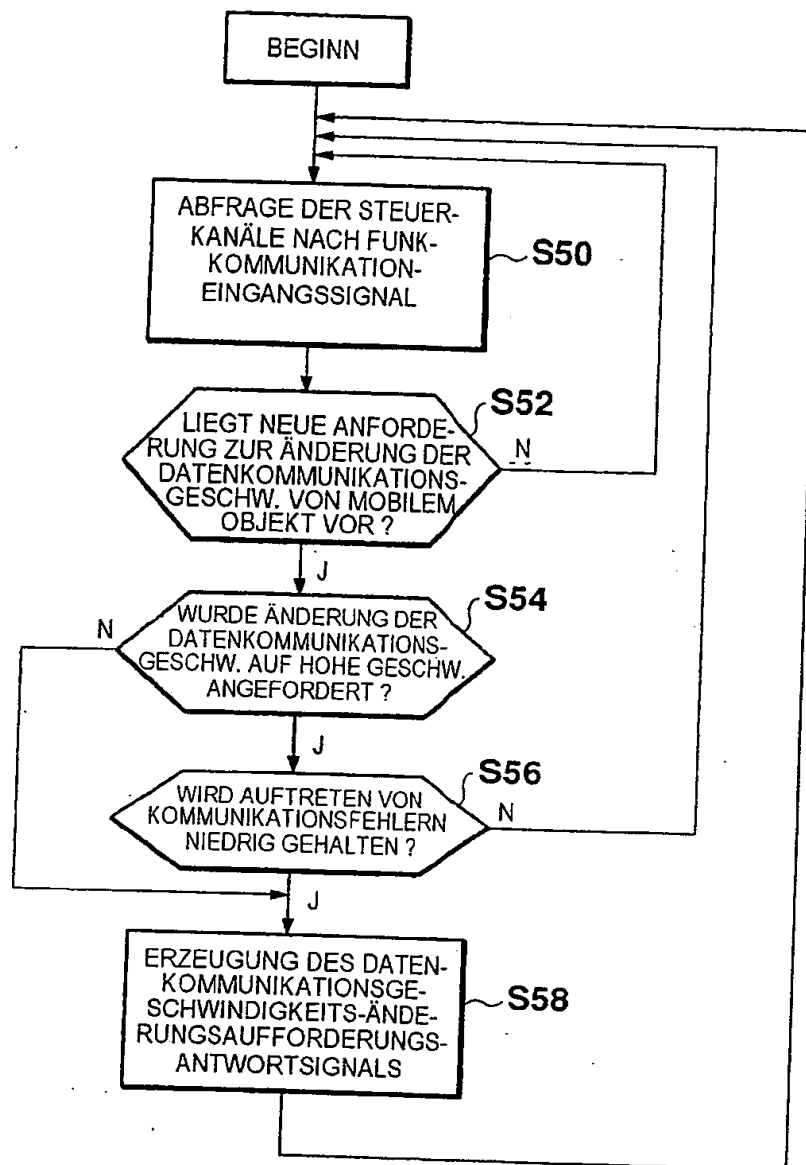 BEGINN
ABFRAGE DER STEUER-
KANÄLE NACH FUNK-
KOMMUNIKATION-
EINGANGSSIGNAL
S50
S52
LIEGT NEUE ANFORDE-
RUNG ZUR ÄNDERUNG DER
DATENKOMMUNIKATIONS-
GESCHW. VON MOBILEM
OBJEKT VOR ?
N
J
S54
N
WURDE ÄNDERUNG DER
DATENKOMMUNIKATIONS-
GESCHW. AUF HOHE GESCHW.
ANGEFORDERT ?
J
S56
WIRD AUFTRETEN VON
KOMMUNIKATIONSFEHLERN
NIEDRIG GEHALTEN ?
N
J
ERZEUGUNG DES DATEN-
KOMMUNIKATIONSGE-
SCHWINDIGKEITS-ÄNDE-
RUNGSAUFFORDERUNGS-
ANTWORTSIGNALS
S58